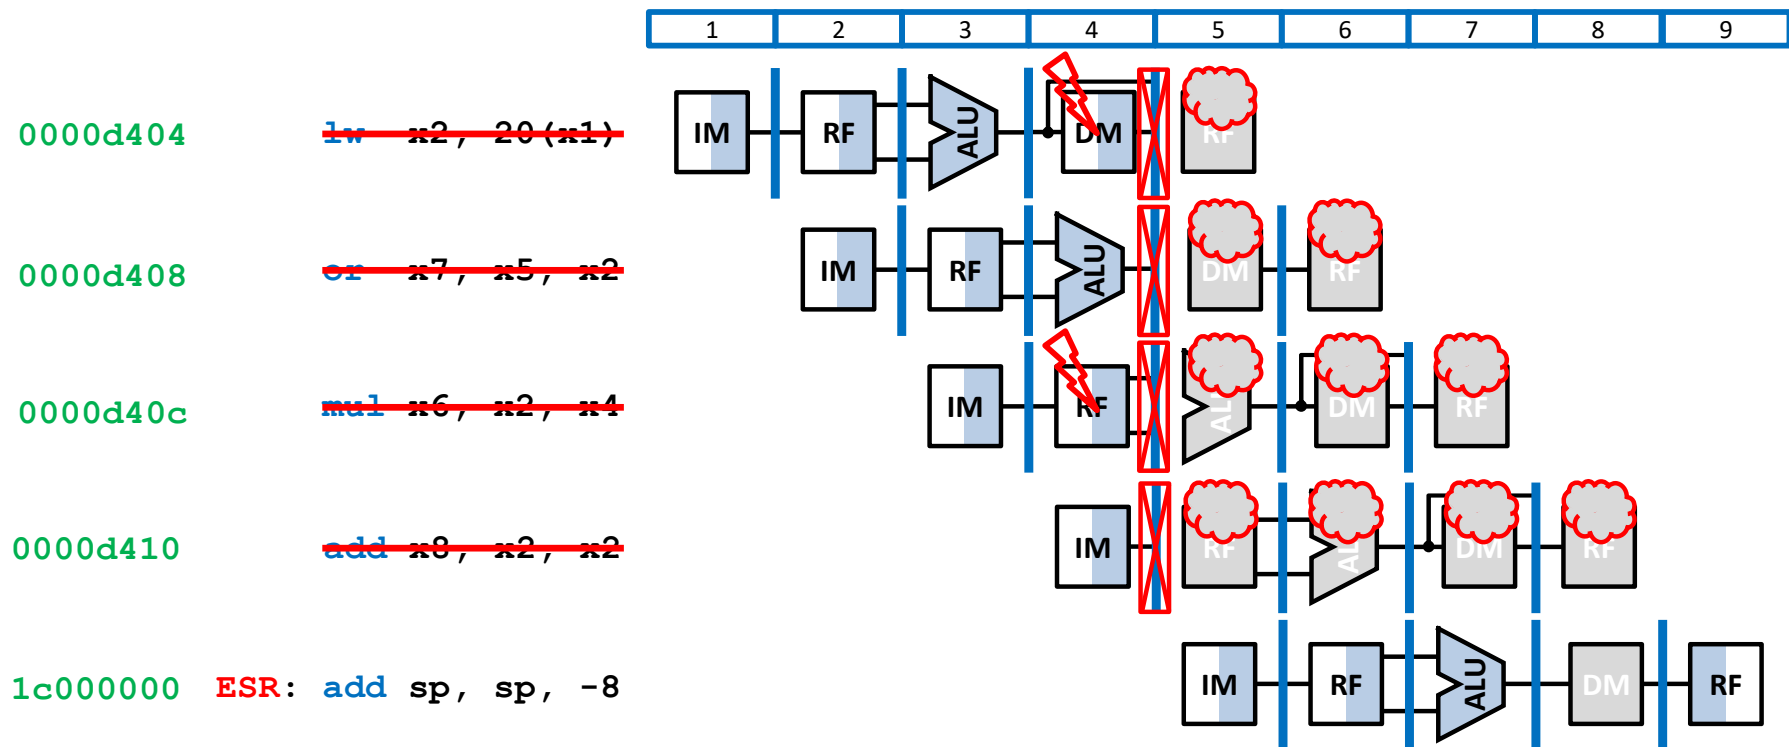 1 2 3 4 5 6 7 8 9
0000d404 lw x2, 20(x1) IM RF ALU DM RF
0000d408 or x7, x5, x2 IM RF ALU DM RF
0000d40c mul x6, x2, x4 IM RF ALU DM RF
0000d410 add x8, x2, x2 IM RF ALU DM RF
1c000000 ESR: add sp, sp, -8 IM RF ALU DM RF